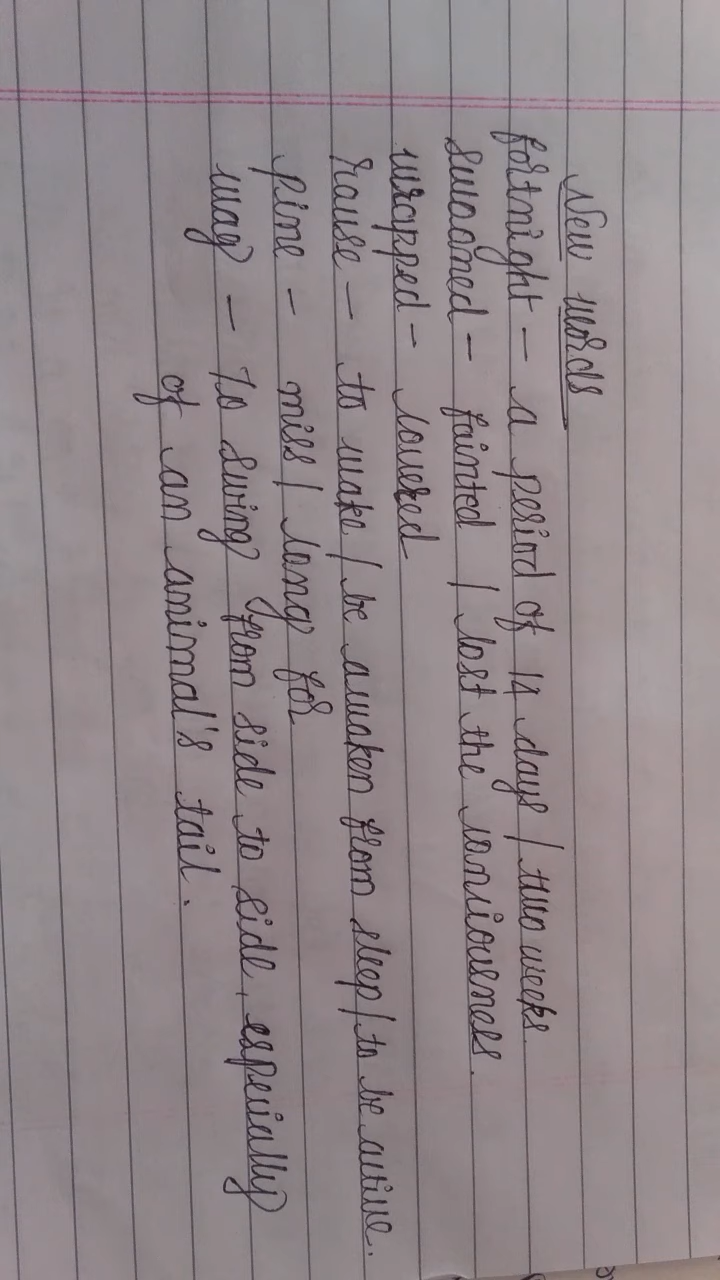 New words
fortnight - a period of 14 days / two weeks.
swooned - fainted / lost the consciousness.
wrapped - covered
rouse - to wake / be awaken from sleep / to be active.
pine - miss / long for
wag - to swing from side to side, especially
of an animal's tail.